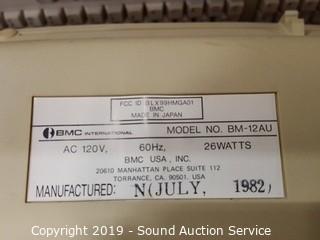 FCC ID BLX99HMGA01
BMC
MADE IN JAPAN
BMC INTERNATIONAL MODEL NO. BM-12AU
AC 120V, 60Hz, 26WATTS
BMC USA, INC.
20610 MANHATTAN PLACE SUITE 112
TORRANCE, CA. 90501. USA
MANUFACTURED: N(JULY, 1982)
Copyright 2019 - Sound Auction Service